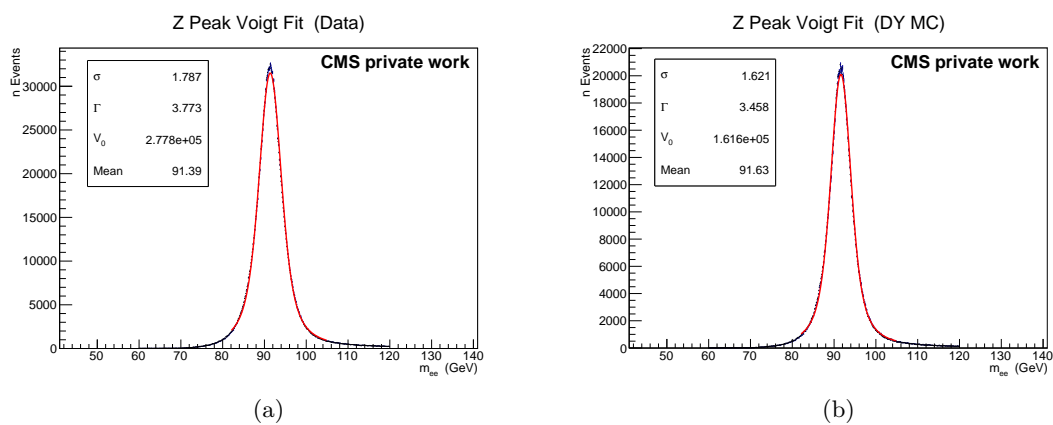 Z Peak Voigt Fit (Data)
n Events
CMS private work
σ 1.787
Γ 3.773
V0 2.778e+05
Mean 91.39
30000
25000
20000
15000
10000
5000
0
50 60 70 80 90 100 110 120 130 140
mee (GeV)
(a)
Z Peak Voigt Fit (DY MC)
n Events
CMS private work
σ 1.621
Γ 3.458
V0 1.616e+05
Mean 91.63
22000
20000
18000
16000
14000
12000
10000
8000
6000
4000
2000
0
50 60 70 80 90 100 110 120 130 140
mee (GeV)
(b)